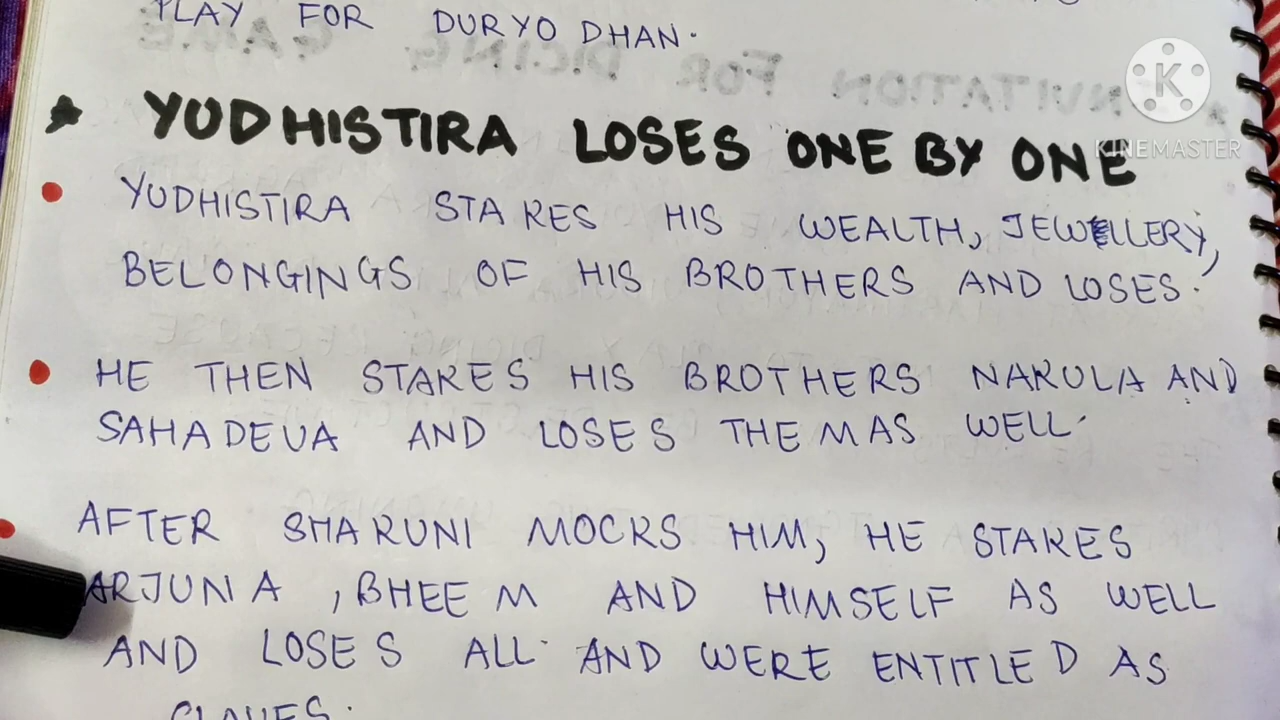 PLAY FOR DURYODHAN.
★ YUDHISTIRA LOSES ONE BY ONE
KINEMASTER
• YUDHISTIRA STAKES HIS WEALTH, JEWELLERY,
BELONGINGS OF HIS BROTHERS AND LOSES.
• HE THEN STAKES HIS BROTHERS NAKULA AND
SAHADEVA AND LOSES THEM AS WELL.
• AFTER SHAKUNI MOCKS HIM, HE STAKES
ARJUNA, BHEEM AND HIMSELF AS WELL
AND LOSES ALL. AND WERE ENTITLED AS
SLAVES.